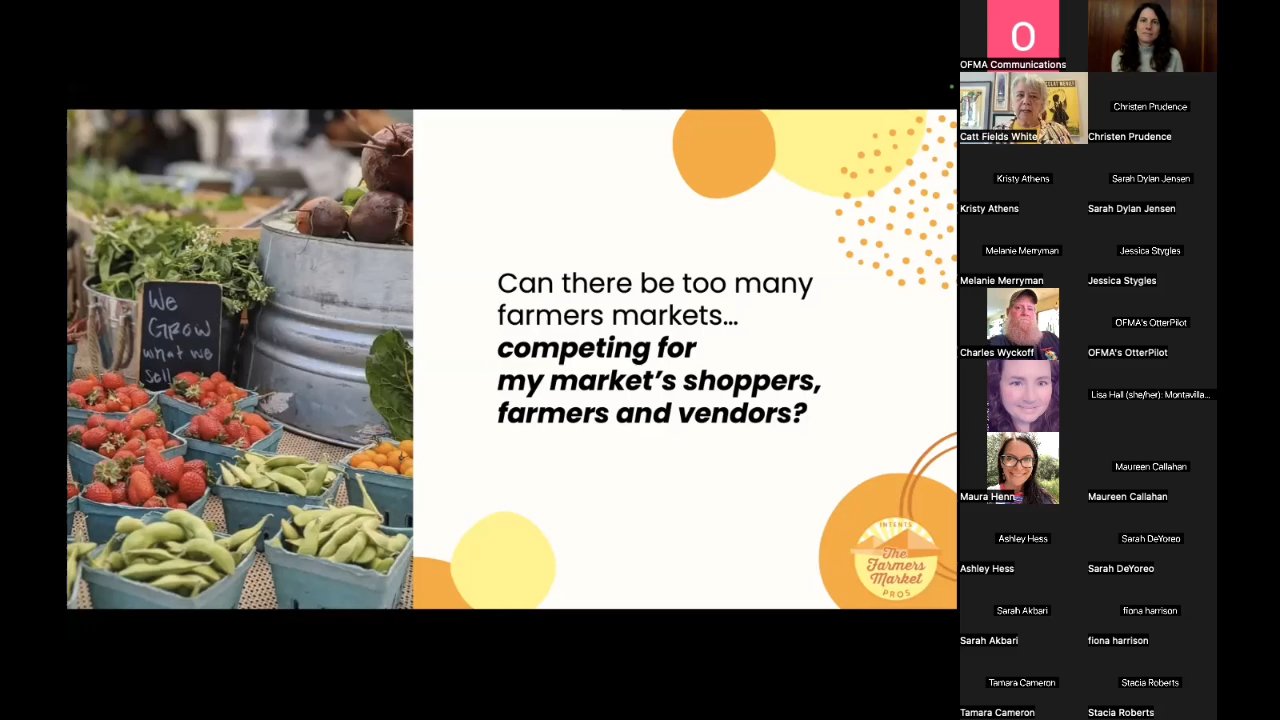 We
Grow
what we
sell
Can there be too many
farmers markets...
competing for
my market's shoppers,
farmers and vendors?
INTENTS
The
Farmers
Market
PROS
O
OFMA Communications
Catt Fields White
Christen Prudence
Christen Prudence
Kristy Athens
Sarah Dylan Jensen
Kristy Athens
Sarah Dylan Jensen
Melanie Merryman
Jessica Stygles
Melanie Merryman
Jessica Stygles
OFMA's OtterPilot
Charles Wyckoff
OFMA's OtterPilot
Lisa Hall (she/her): Montavilla...
Maureen Callahan
Maura Henn
Maureen Callahan
Ashley Hess
Sarah DeYoreo
Ashley Hess
Sarah DeYoreo
Sarah Akbari
fiona harrison
Sarah Akbari
fiona harrison
Tamara Cameron
Stacia Roberts
Tamara Cameron
Stacia Roberts